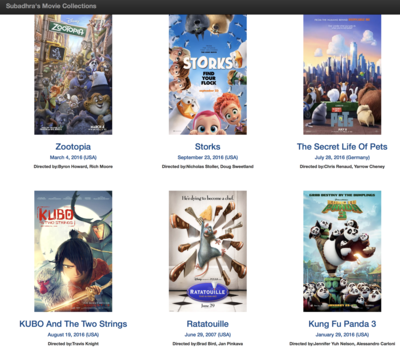 Subadhra's Movie Collections
ZOOTOPIA
STORKS
FIND YOUR
FLOCK
PETS
Zootopia
Storks
The Secret Life Of Pets
March 4, 2016 (USA)
September 23, 2016 (USA)
July 28, 2016 (Germany)
Directed by:Byron Howard, Rich Moore
Directed by:Nicholas Stoller, Doug Sweetland
Directed by:Chris Renaud, Yarrow Cheney
KUBO
AND THE
TWO STRINGS
He's dying to become a chef.
RATATOUILLE
June 29
KUBO And The Two Strings
Ratatouille
Kung Fu Panda 3
August 19, 2016 (USA)
June 29, 2007 (USA)
January 29, 2016 (USA)
Directed by:Travis Knight
Directed by:Brad Bird, Jan Pinkava
Directed by:Jennifer Yuh Nelson, Alessandro Carloni